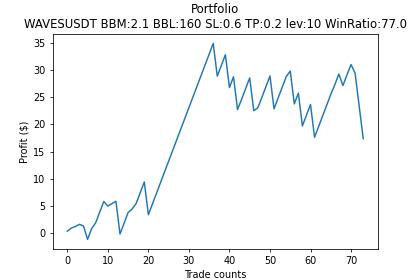 Portfolio
WAVESUSDT BBM:2.1 BBL:160 SL:0.6 TP:0.2 lev:10 WinRatio:77.0
35
30
25
20
15
10
5
0
Profit ($)
0 10 20 30 40 50 60 70
Trade counts